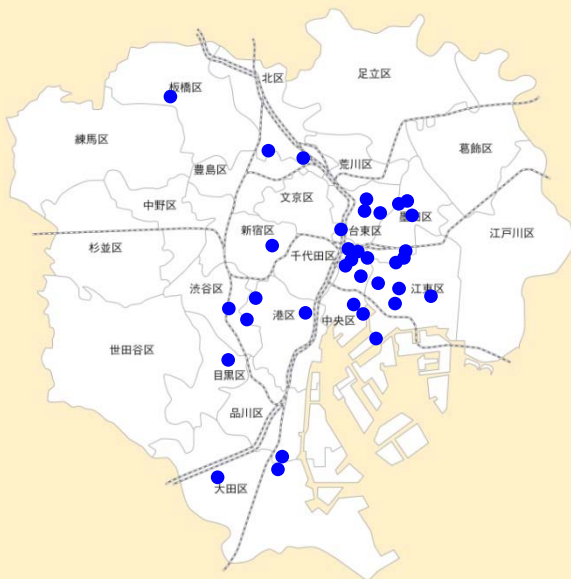 足立区
北区
板橋区
練馬区
葛飾区
荒川区
豊島区
文京区
中野区
墨田区
新宿区
台東区
江戸川区
杉並区
千代田区
渋谷区
江東区
港区
中央区
世田谷区
目黒区
品川区
大田区